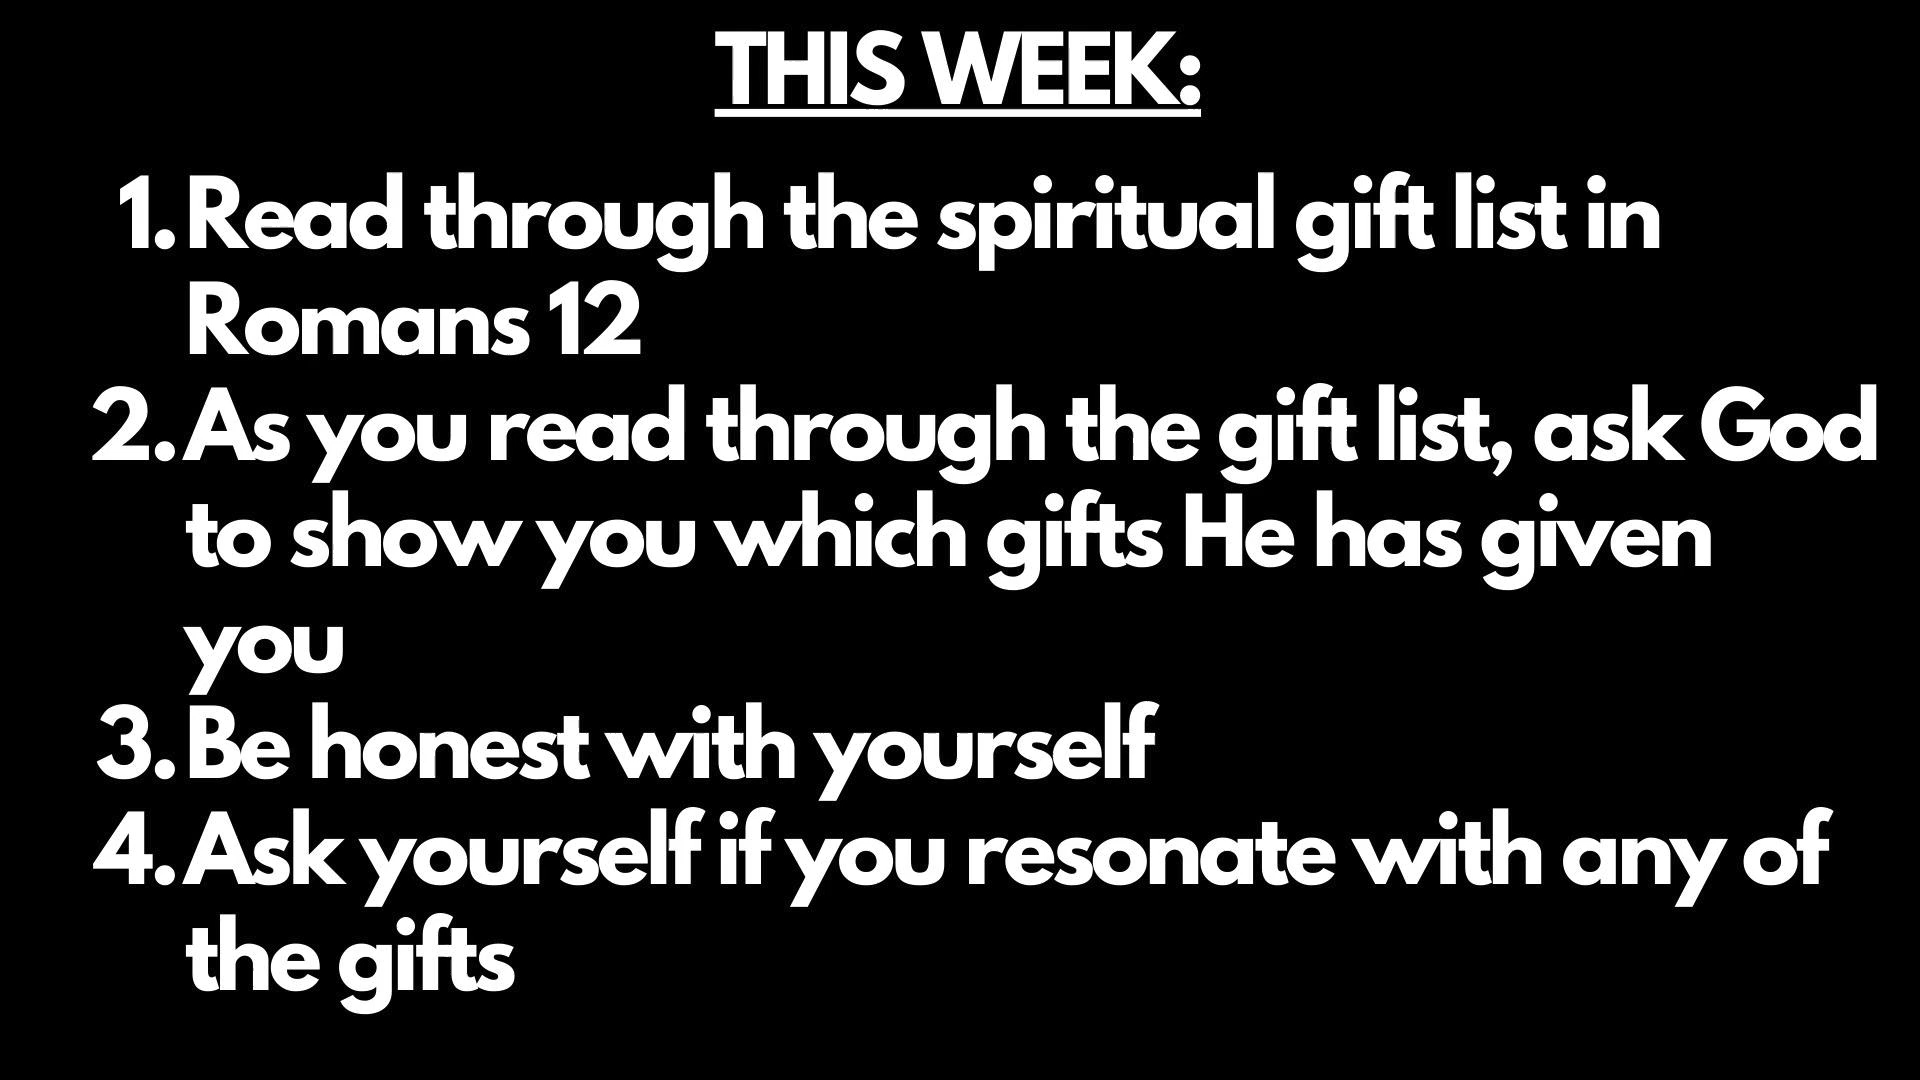 THIS WEEK:
1. Read through the spiritual gift list in
Romans 12
2. As you read through the gift list, ask God
to show you which gifts He has given
you
3. Be honest with yourself
4. Ask yourself if you resonate with any of
the gifts